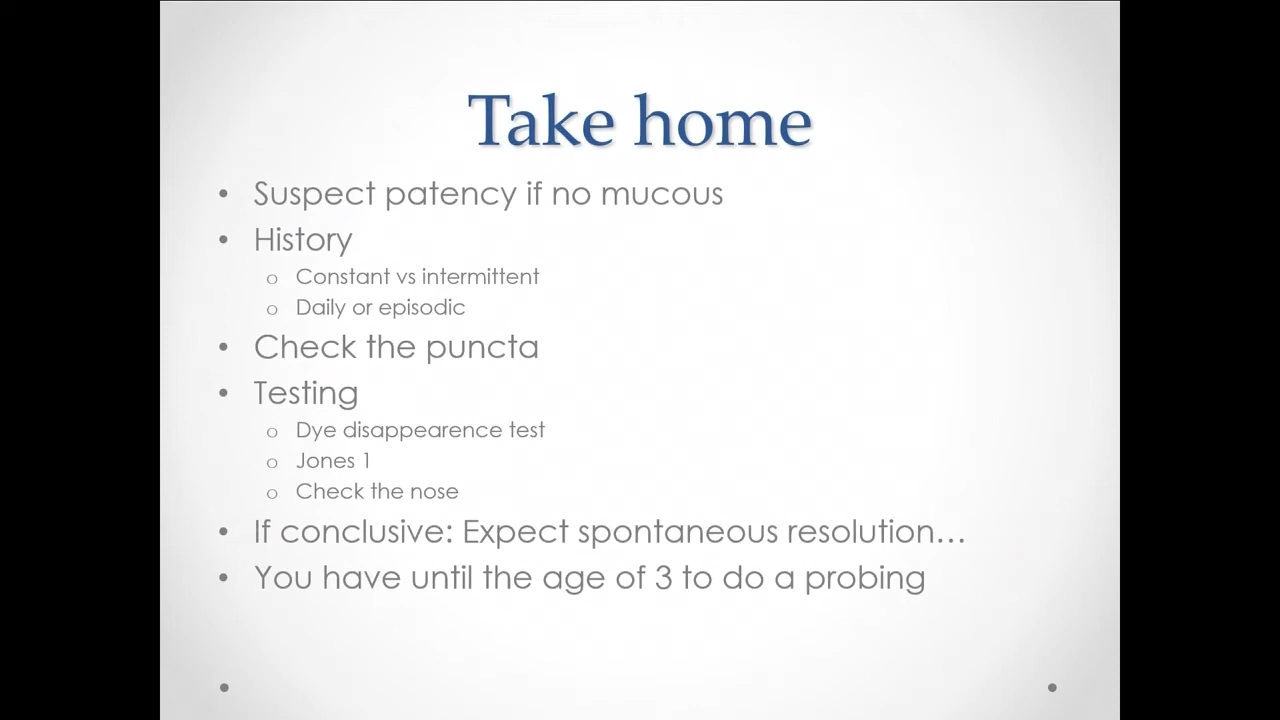 Take home
• Suspect patency if no mucous
• History
o Constant vs intermittent
o Daily or episodic
• Check the puncta
• Testing
o Dye disappearence test
o Jones 1
o Check the nose
• If conclusive: Expect spontaneous resolution…
• You have until the age of 3 to do a probing